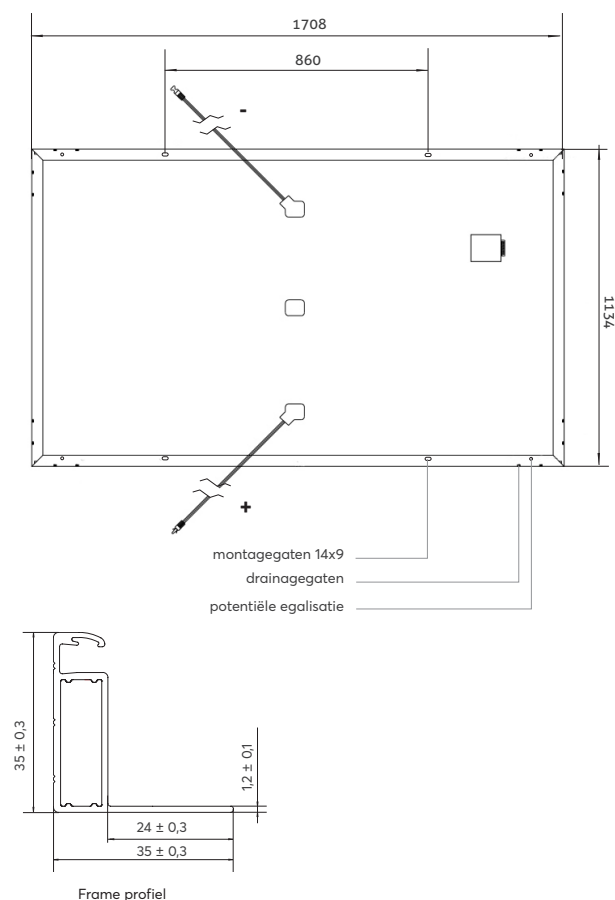 1708
860
-
1134
+
montagegaten 14x9
drainagegaten
potentiële egalisatie
35 ± 0,3
1,2 ± 0,1
24 ± 0,3
35 ± 0,3
Frame profiel